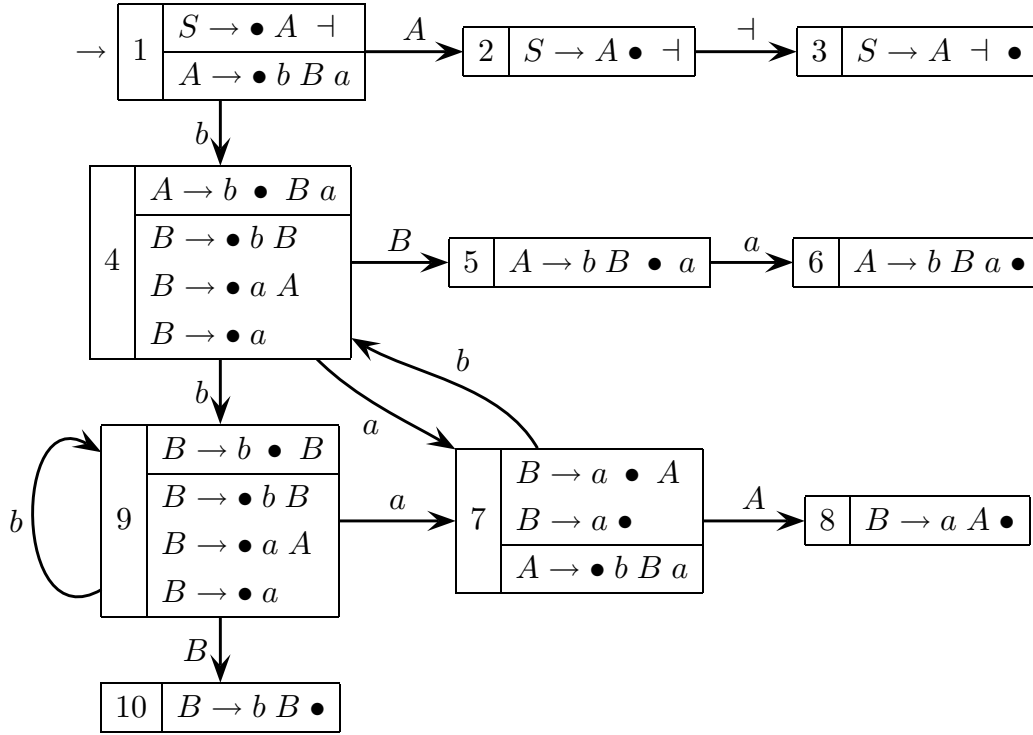 → 1 S → • A ⊣
A → • b B a
A
2 S → A • ⊣
⊣
3 S → A ⊣ •
b
4 A → b • B a
B → • b B
B → • a A
B → • a
B
5 A → b B • a
a
6 A → b B a •
b
a
b
9 B → b • B
B → • b B
B → • a A
B → • a
b
a
7 B → a • A
B → a •
A → • b B a
A
8 B → a A •
B
10 B → b B •